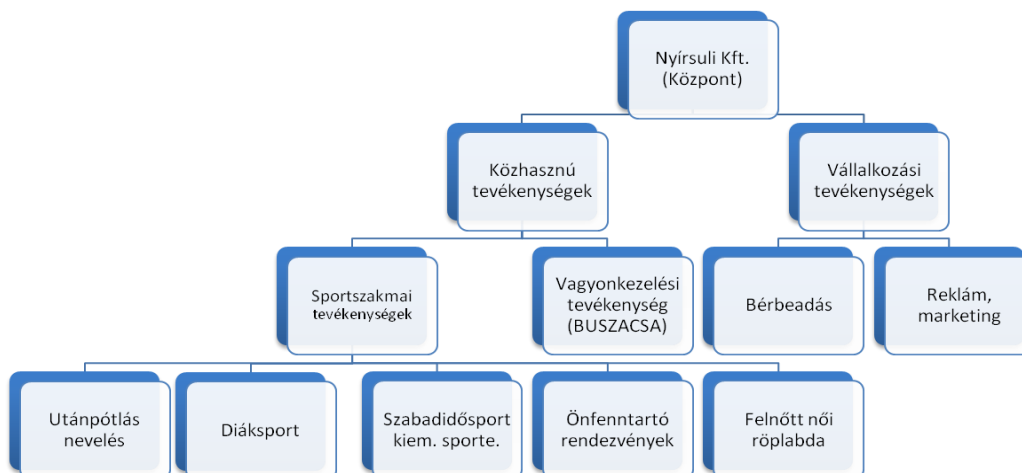 Nyírsuli Kft.
(Központ)
Közhasznú
tevékenységek
Vállalkozási
tevékenységek
Sportszakmai
tevékenységek
Vagyonkezelési
tevékenység
(BUSZACSA)
Bérbeadás
Reklám,
marketing
Utánpótlás
nevelés
Diáksport
Szabadidősport
kiem. sporte.
Önfenntartó
rendezvények
Felnőtt női
röplabda